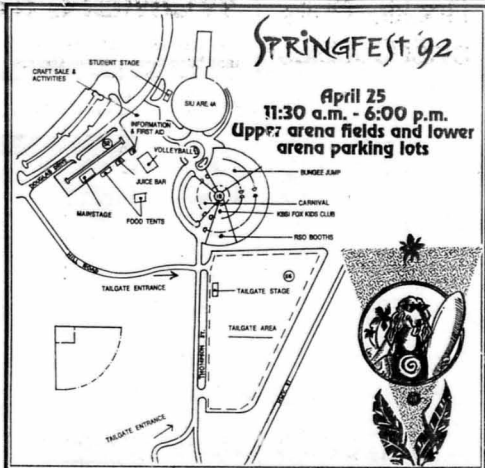 SPRINGFEST '92
April 25
11:30 a.m. - 6:00 p.m.
Upper arena fields and lower
arena parking lots
STUDENT STAGE
CRAFT SALE &
ACTIVITIES
SIU ARENA
INFORMATION
& FIRST AID
VOLLEYBALL
DOUGLAS DRIVE
JUICE BAR
MAINSTAGE
FOOD TENTS
BUNGEE JUMP
CARNIVAL
KBSI FOX KIDS CLUB
RSO BOOTHS
ROAD
TAILGATE ENTRANCE
TAILGATE STAGE
TAILGATE AREA
TAILGATE ENTRANCE